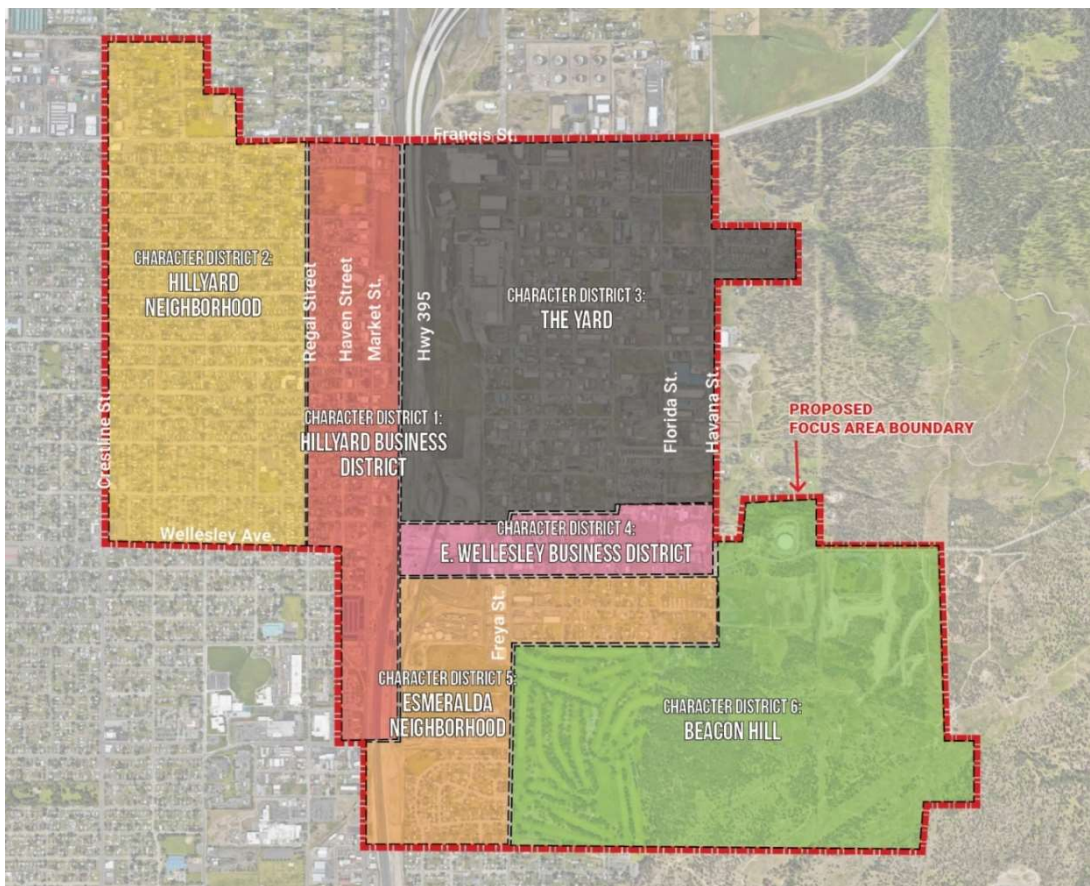 Francis St.
CHARACTER DISTRICT 2:
HILLYARD
NEIGHBORHOOD
Regal Street
Haven Street
Market St.
Hwy 395
CHARACTER DISTRICT 3:
THE YARD
Florida St.
Havana St.
PROPOSED
FOCUS AREA BOUNDARY
Crestline St.
CHARACTER DISTRICT 1:
HILLYARD BUSINESS
DISTRICT
Wellesley Ave.
CHARACTER DISTRICT 4:
E. WELLESLEY BUSINESS DISTRICT
Freya St.
CHARACTER DISTRICT 5:
ESMERALDA
NEIGHBORHOOD
CHARACTER DISTRICT 6:
BEACON HILL